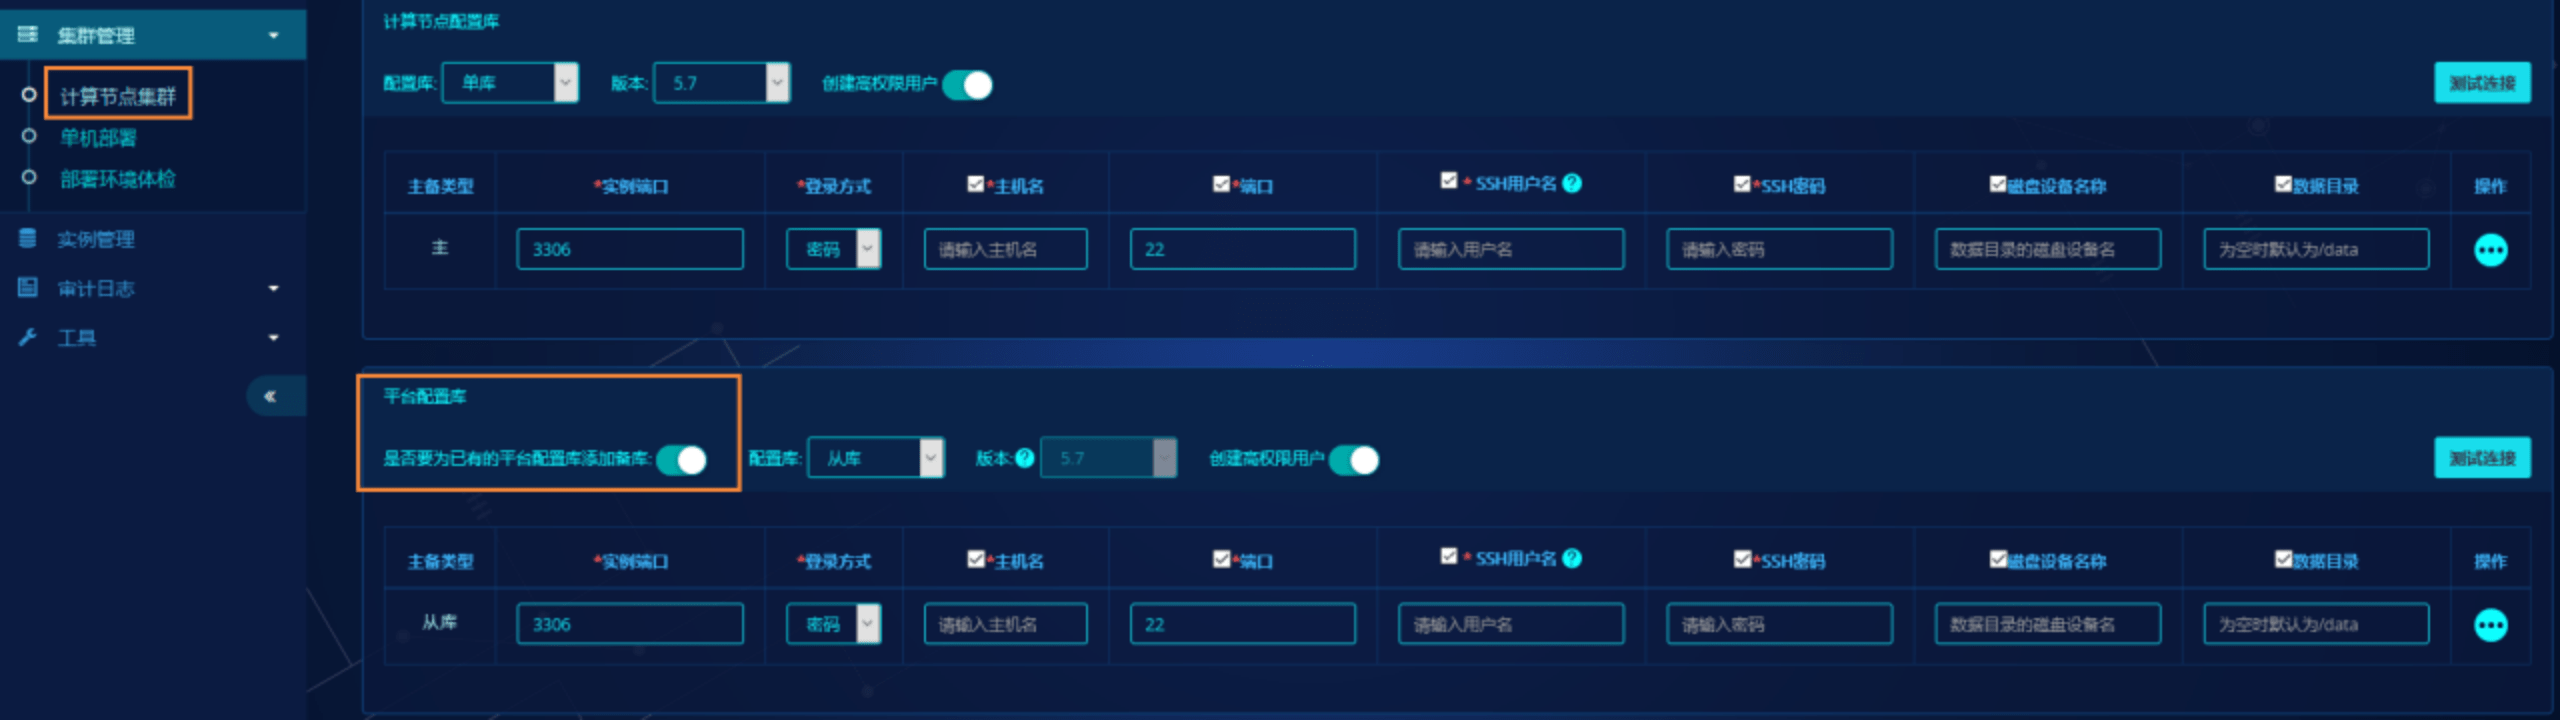 集群管理
计算节点集群
单机部署
部署环境体检
实例管理
审计日志
工具
«
计算节点配置库
配置库: 单库 版本: 5.7 创建高权限用户 测试连接
主备类型 *实例端口 *登录方式 *主机名 *端口 * SSH用户名 ? *SSH密码 磁盘设备名称 数据目录 操作
主 3306 密码 请输入主机名 22 请输入用户名 请输入密码 数据目录的磁盘设备名 为空时默认为/data
平台配置库
是否要为已有的平台配置库添加备库: 配置库: 从库 版本: ? 5.7 创建高权限用户 测试连接
主备类型 *实例端口 *登录方式 *主机名 *端口 * SSH用户名 ? *SSH密码 磁盘设备名称 数据目录 操作
从库 3306 密码 请输入主机名 22 请输入用户名 请输入密码 数据目录的磁盘设备名 为空时默认为/data